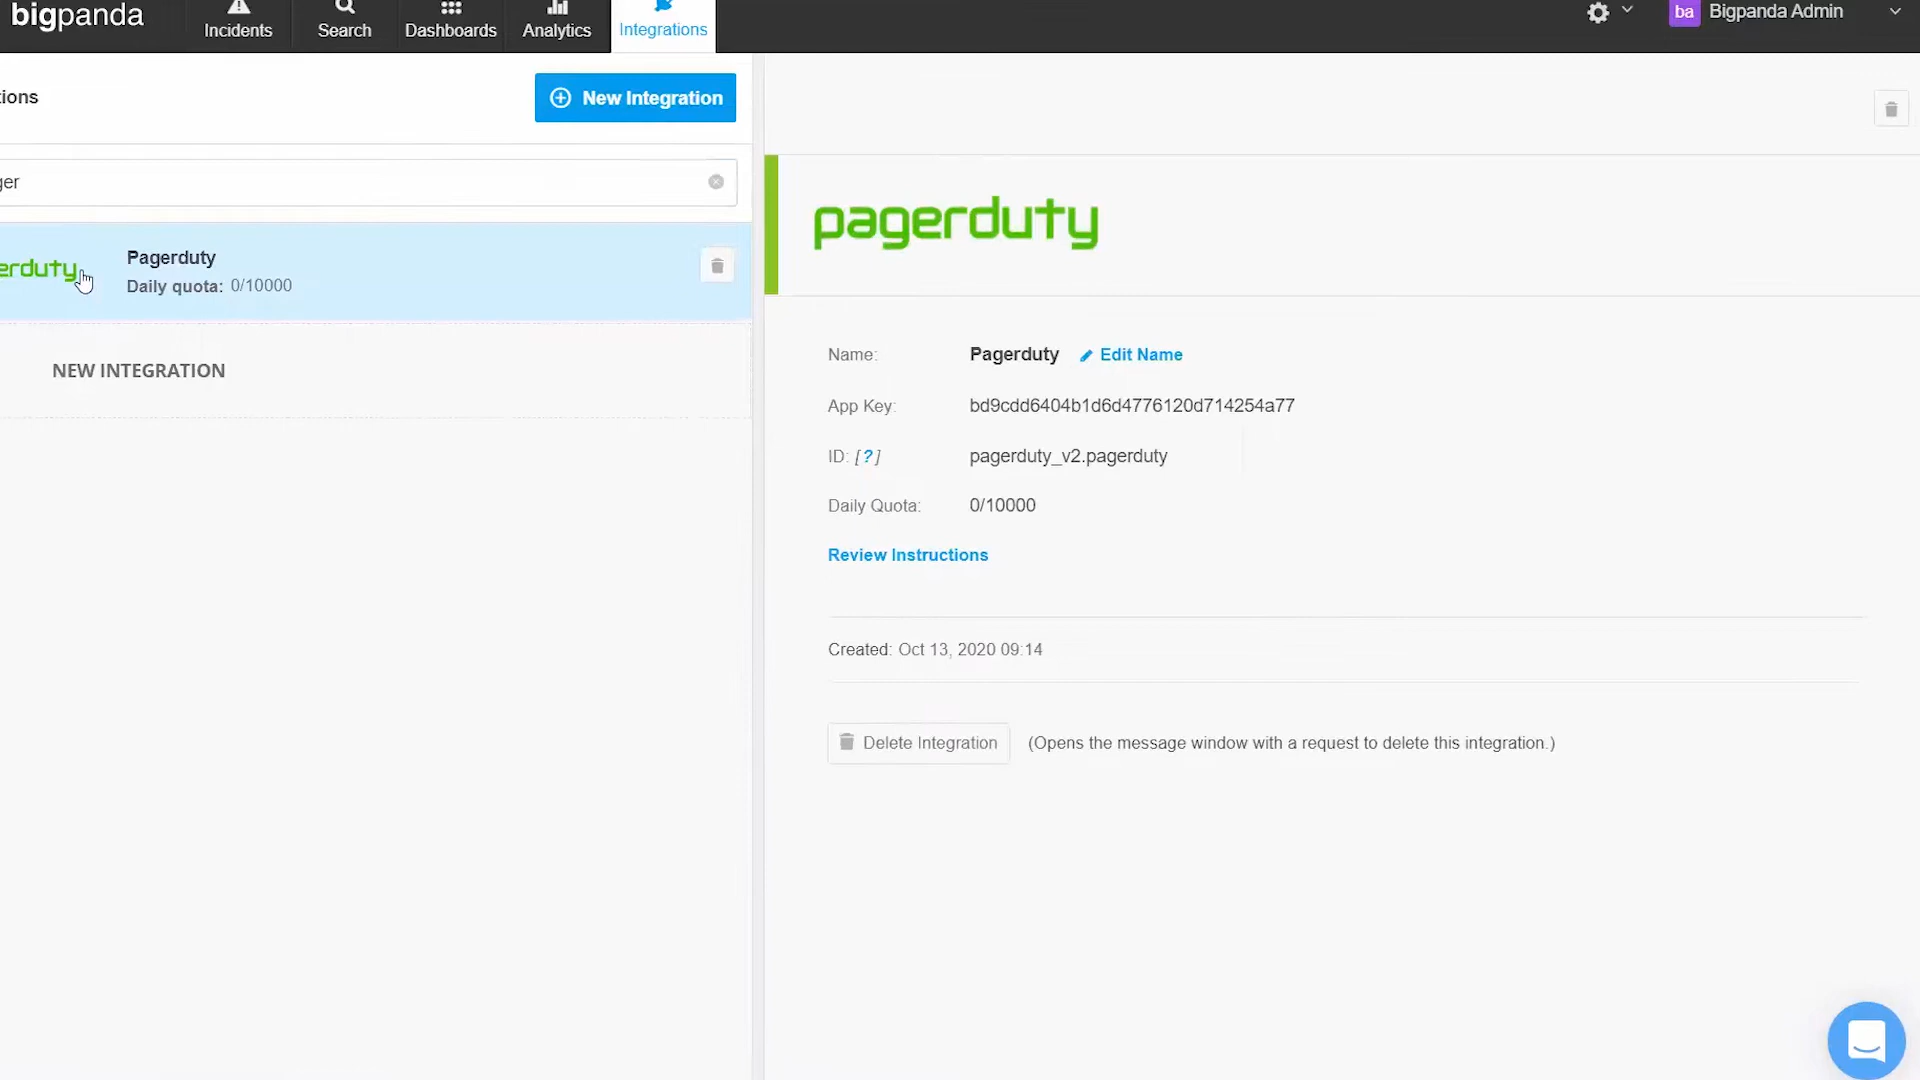 bigpanda
Incidents
Search
Dashboards
Analytics
Integrations
ba
Bigpanda Admin
tions
New Integration
ger
erduty
Pagerduty
Daily quota: 0/10000
NEW INTEGRATION
pagerduty
Name: Pagerduty Edit Name
App Key: bd9cdd6404b1d6d4776120d714254a77
ID: [?] pagerduty_v2.pagerduty
Daily Quota: 0/10000
Review Instructions
Created: Oct 13, 2020 09:14
Delete Integration (Opens the message window with a request to delete this integration.)